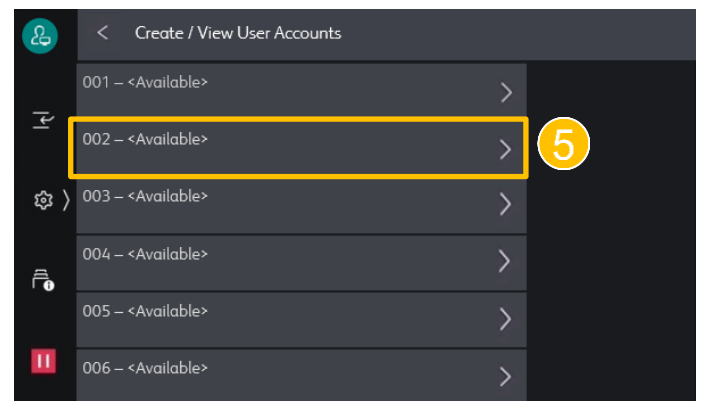 Create / View User Accounts
001 – <Available>
002 – <Available>
5
003 – <Available>
004 – <Available>
005 – <Available>
006 – <Available>